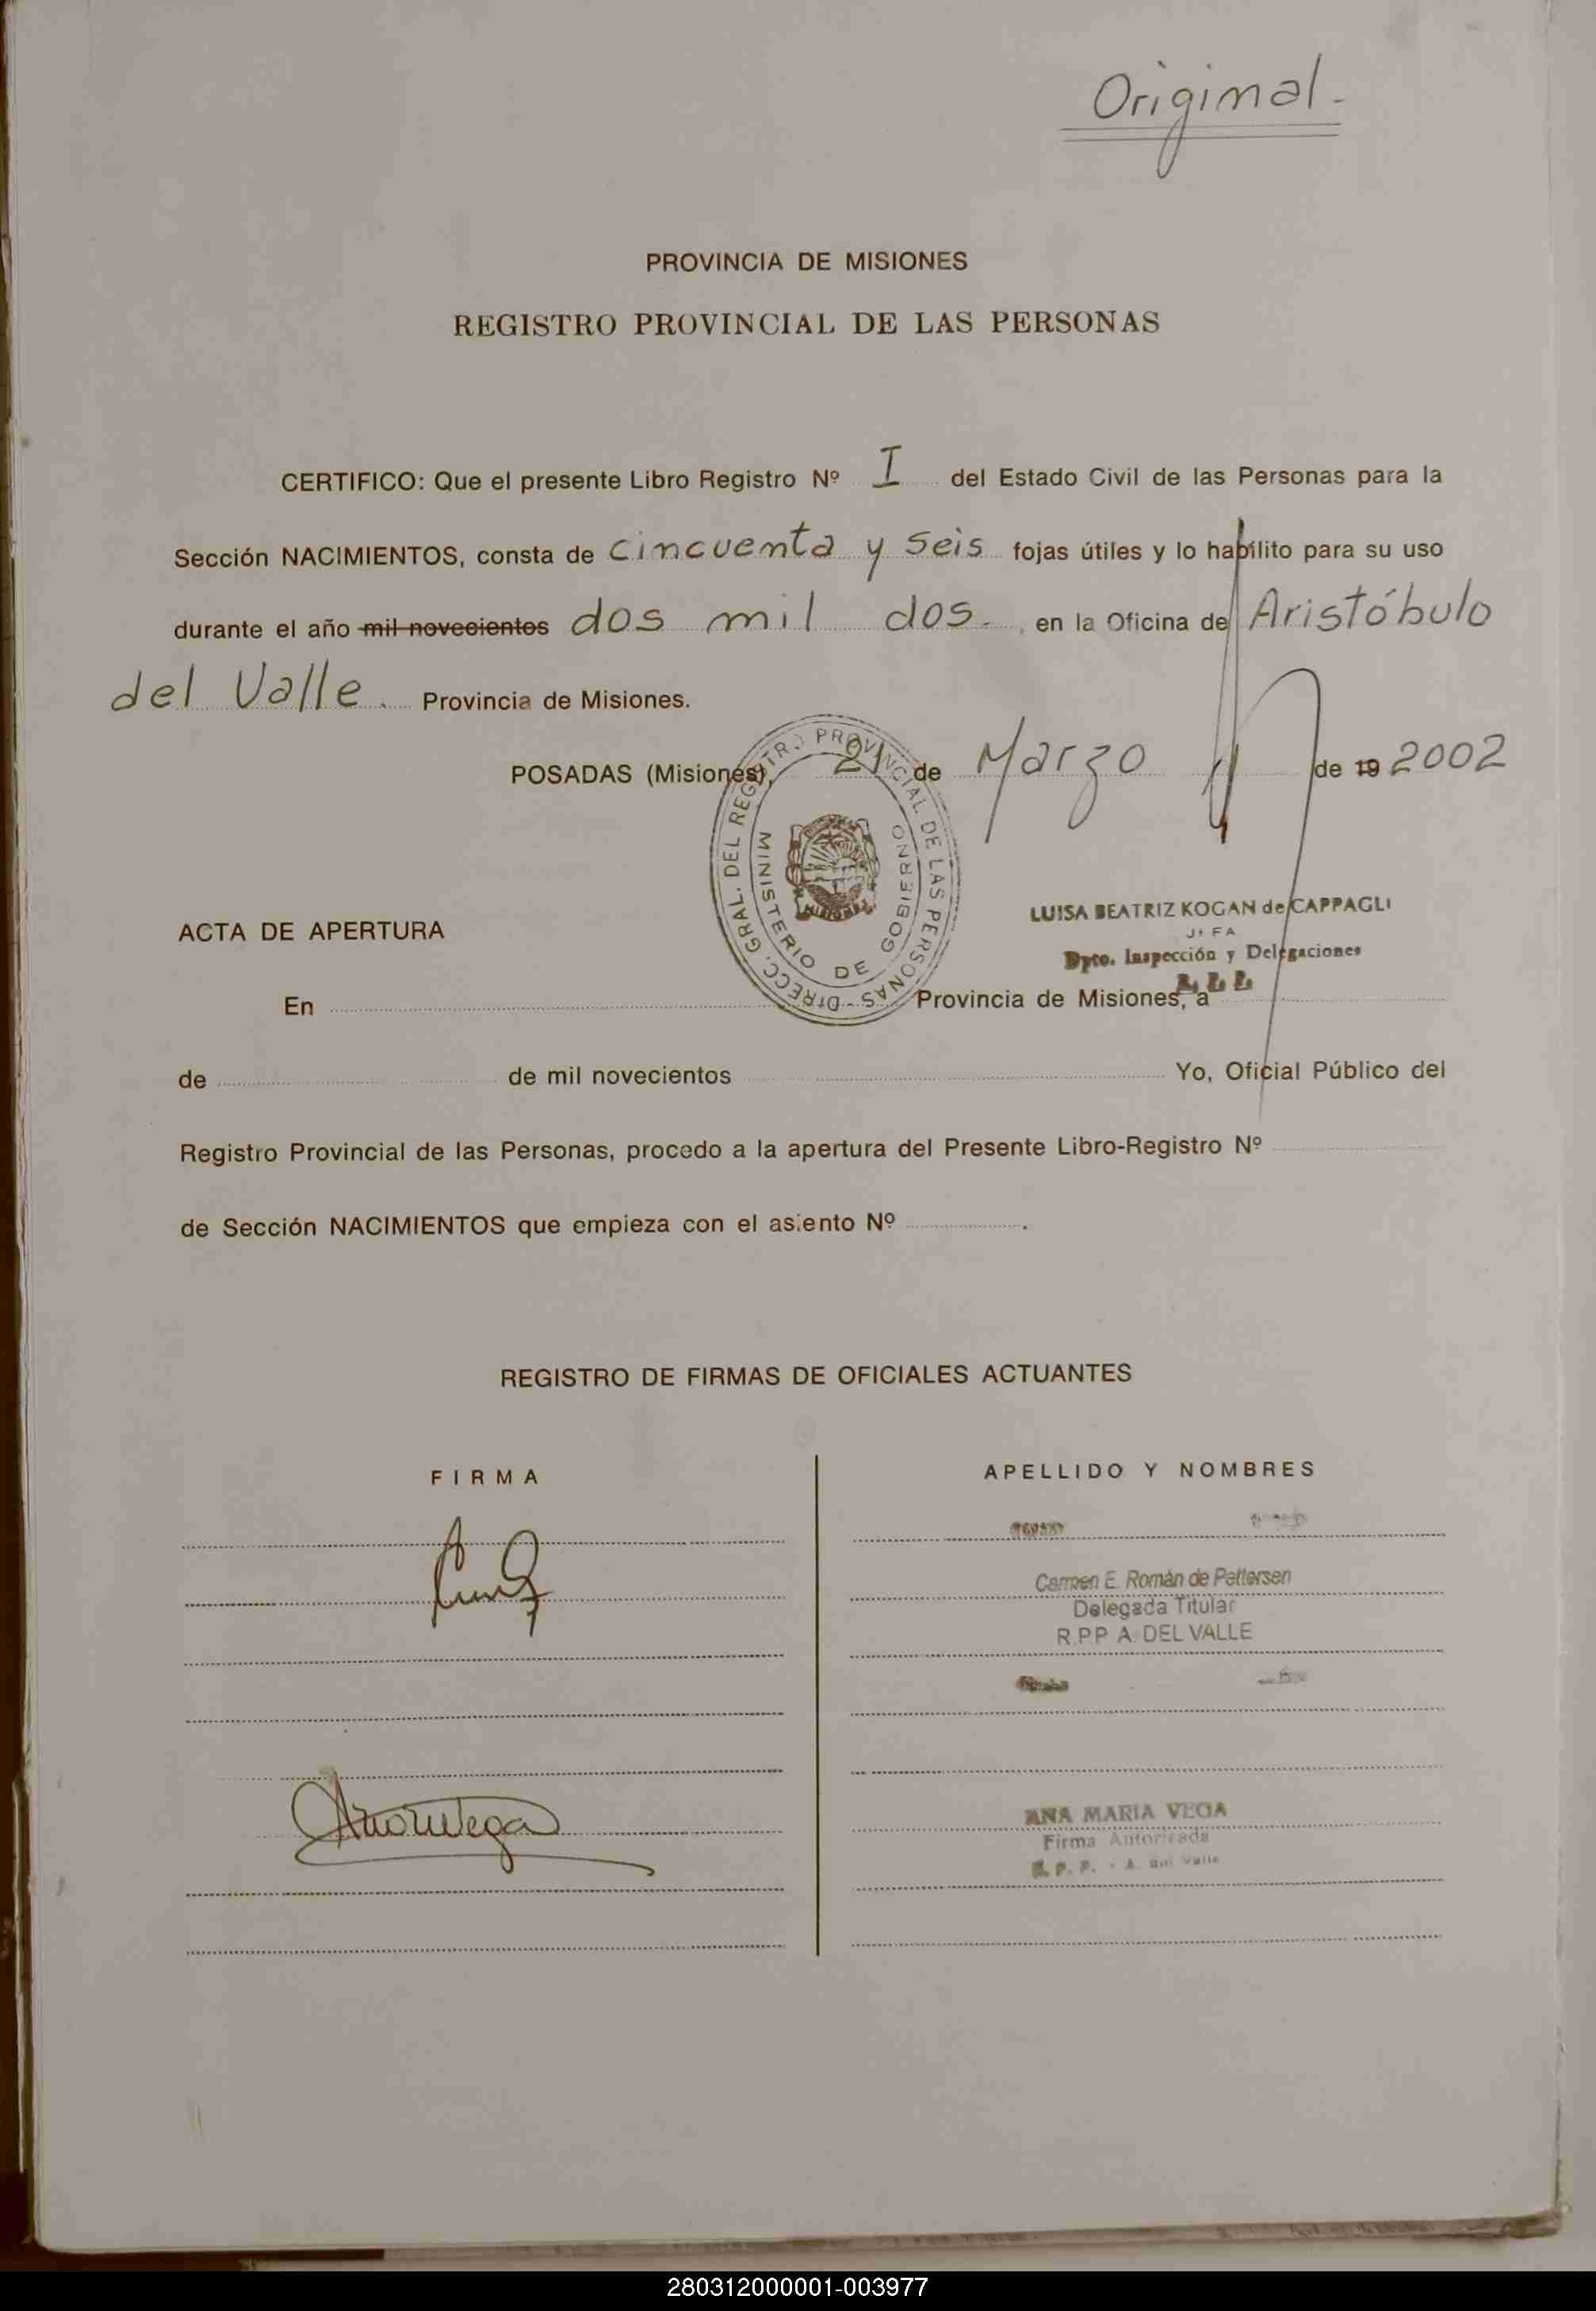 Original.
PROVINCIA DE MISIONES
REGISTRO PROVINCIAL DE LAS PERSONAS
CERTIFICO: Que el presente Libro Registro Nº I del Estado Civil de las Personas para la
Sección NACIMIENTOS, consta de cincuenta y seis fojas útiles y lo habilito para su uso
durante el año mil novecientos dos mil dos. , en la Oficina de Aristóbulo
del Valle. Provincia de Misiones.
POSADAS (Misiones), 21 de Marzo de 19 2002
DIRECC. GRAL. DEL REGISTRO PROVINCIAL DE LAS PERSONAS
MINISTERIO DE GOBIERNO
MISIONES
LUISA BEATRIZ KOGAN de CAPPAGLI
JEFA
Dpto. Inspección y Delegaciones
ACTA DE APERTURA
En Provincia de Misiones, a
de de mil novecientos Yo, Oficial Público del
Registro Provincial de las Personas, procedo a la apertura del Presente Libro-Registro Nº
de Sección NACIMIENTOS que empieza con el asiento Nº .
REGISTRO DE FIRMAS DE OFICIALES ACTUANTES
FIRMA APELLIDO Y NOMBRES
Carmen E. Román de Pettersen
Delegada Titular
R.P.P A. DEL VALLE
ANA MARIA VEGA
Firma Autorizada
R. P. P. - A. del Valle
280312000001-003977